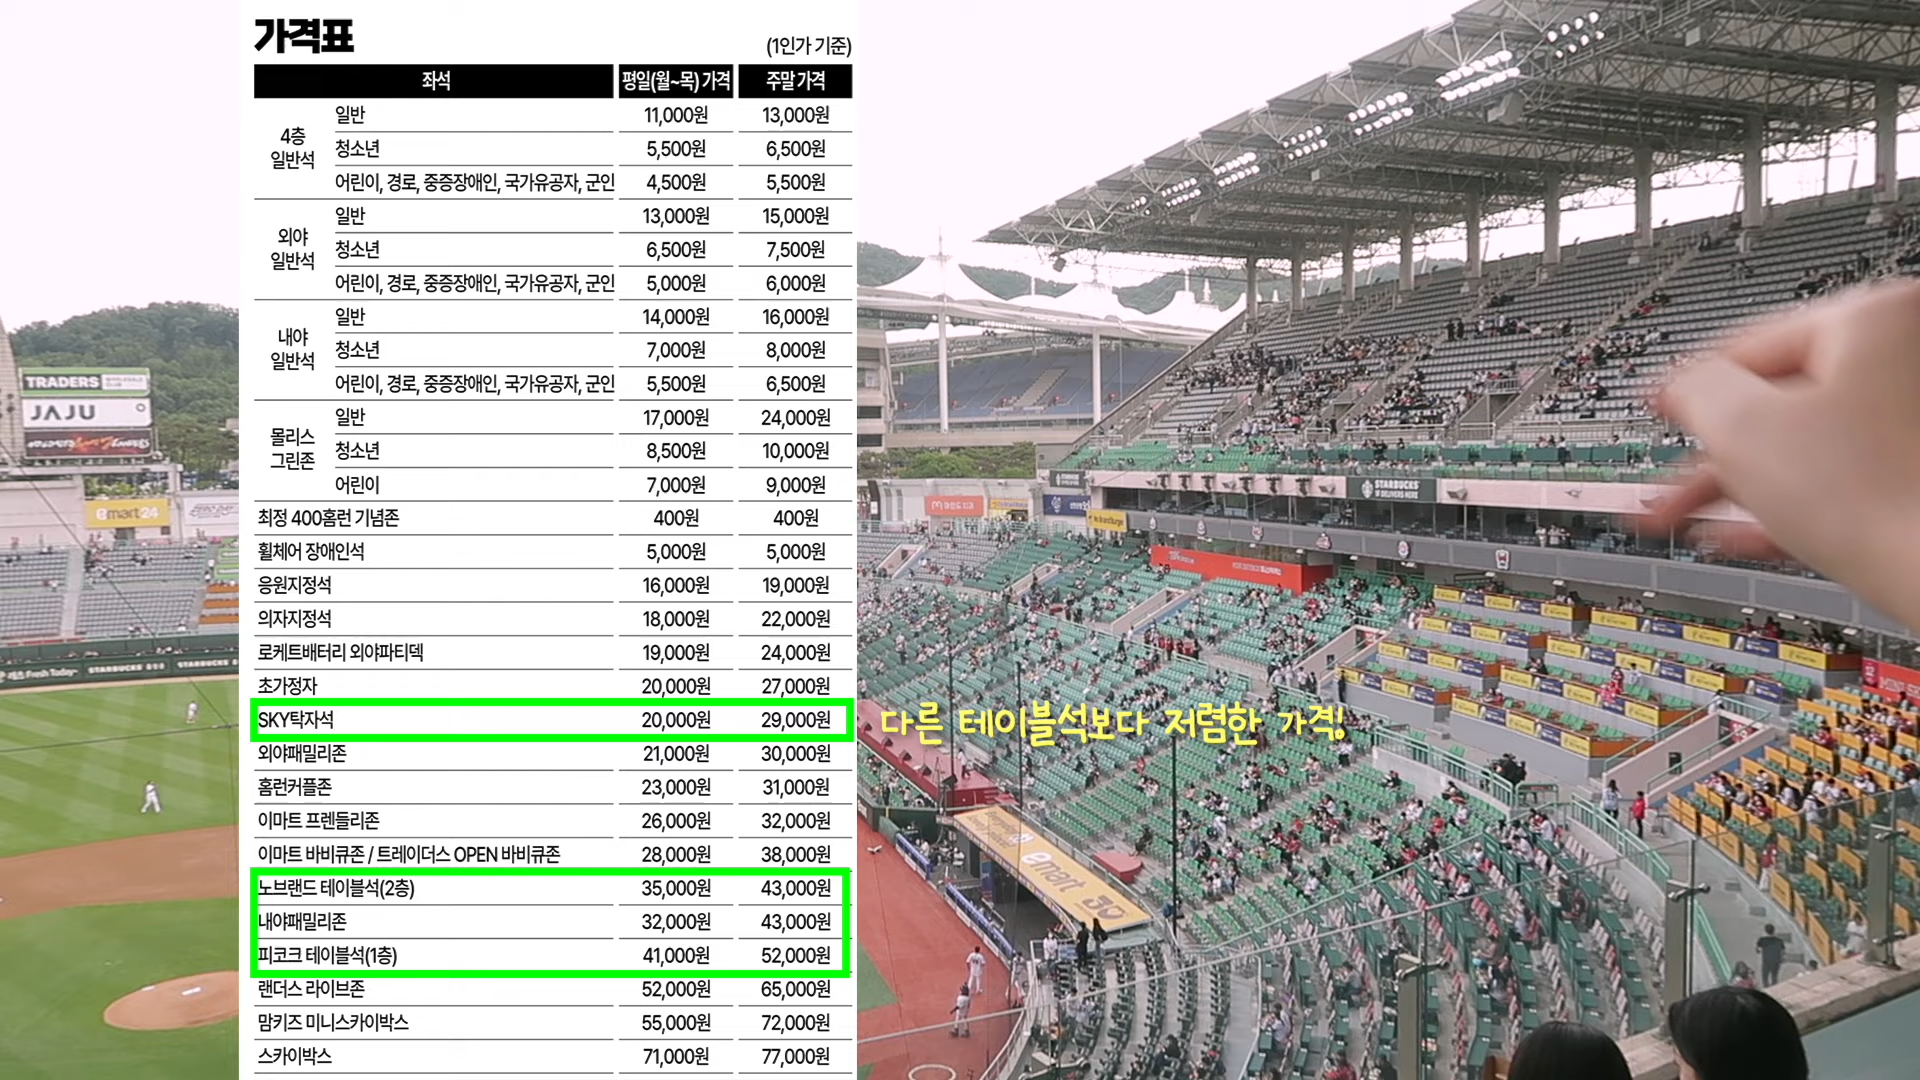 가격표
(1인가 기준)
좌석 평일(월~목) 가격 주말 가격
4층 일반석
일반 11,000원 13,000원
청소년 5,500원 6,500원
어린이, 경로, 중증장애인, 국가유공자, 군인 4,500원 5,500원
외야 일반석
일반 13,000원 15,000원
청소년 6,500원 7,500원
어린이, 경로, 중증장애인, 국가유공자, 군인 5,000원 6,000원
내야 일반석
일반 14,000원 16,000원
청소년 7,000원 8,000원
어린이, 경로, 중증장애인, 국가유공자, 군인 5,500원 6,500원
몰리스 그린존
일반 17,000원 24,000원
청소년 8,500원 10,000원
어린이 7,000원 9,000원
최정 400홈런 기념존 400원 400원
휠체어 장애인석 5,000원 5,000원
응원지정석 16,000원 19,000원
의자지정석 18,000원 22,000원
로케트배터리 외야파티덱 19,000원 24,000원
초가정자 20,000원 27,000원
SKY탁자석 20,000원 29,000원
외야패밀리존 21,000원 30,000원
홈런커플존 23,000원 31,000원
이마트 프렌들리존 26,000원 32,000원
이마트 바비큐존 / 트레이더스 OPEN 바비큐존 28,000원 38,000원
노브랜드 테이블석(2층) 35,000원 43,000원
내야패밀리존 32,000원 43,000원
피코크 테이블석(1층) 41,000원 52,000원
랜더스 라이브존 52,000원 65,000원
맘키즈 미니스카이박스 55,000원 72,000원
스카이박스 71,000원 77,000원
다른 테이블석보다 저렴한 가격!
TRADERS
JAJU
emart24
STARBUCKS
No Brand Burger
emart